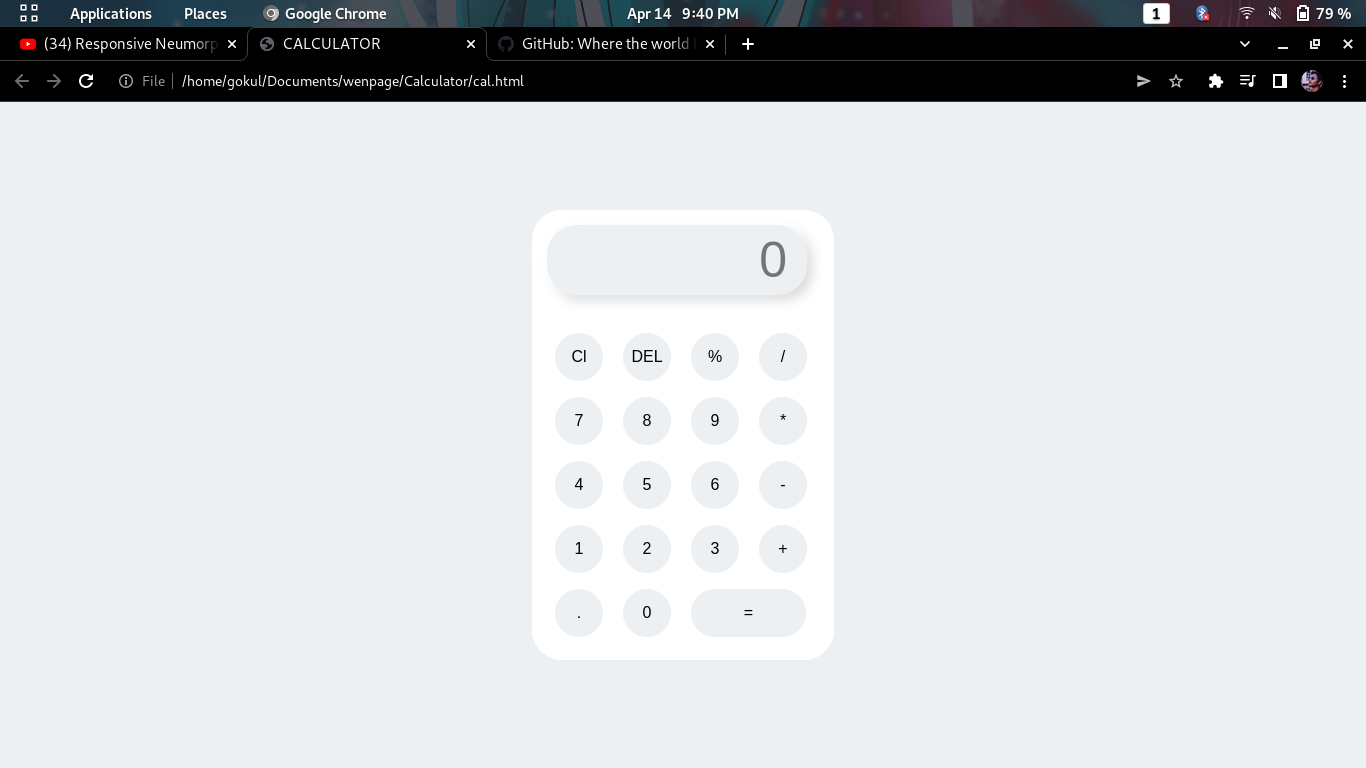 Applications Places Google Chrome Apr 14 9:40 PM 1 79 %
(34) Responsive Neumorp CALCULATOR GitHub: Where the world
File /home/gokul/Documents/wenpage/Calculator/cal.html
0
Cl DEL % /
7 8 9 *
4 5 6 -
1 2 3 +
. 0 =